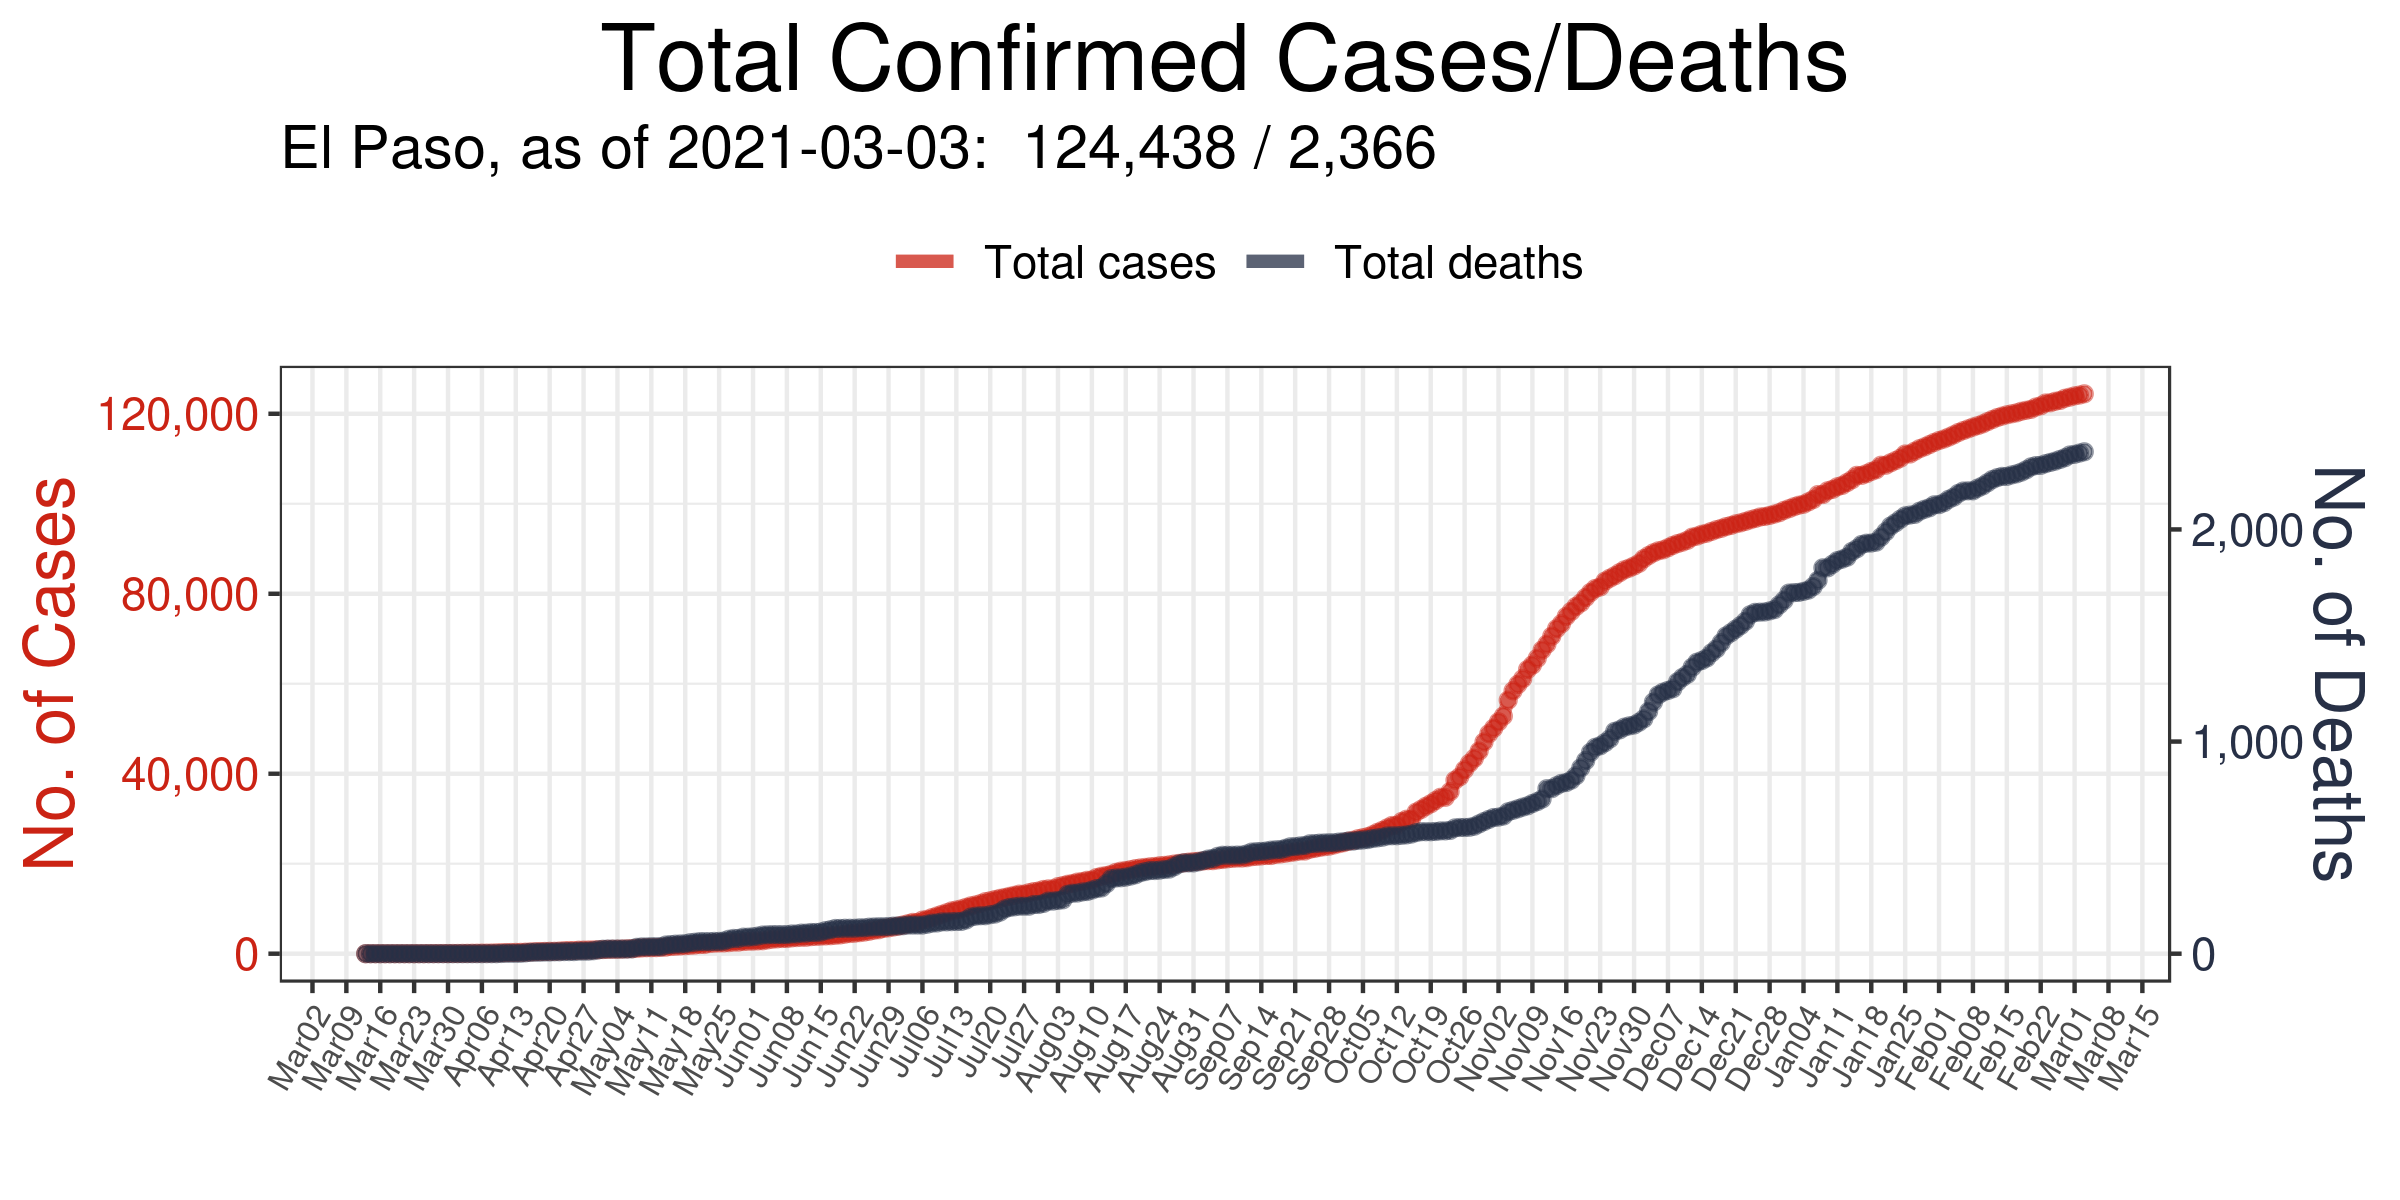 Total Confirmed Cases/Deaths
El Paso, as of 2021-03-03:  124,438 / 2,366
Total cases
Total deaths
No. of Cases
120,000
80,000
40,000
0
2,000
1,000
0
No. of Deaths
Mar02
Mar09
Mar16
Mar23
Mar30
Apr06
Apr13
Apr20
Apr27
May04
May11
May18
May25
Jun01
Jun08
Jun15
Jun22
Jun29
Jul06
Jul13
Jul20
Jul27
Aug03
Aug10
Aug17
Aug24
Aug31
Sep07
Sep14
Sep21
Sep28
Oct05
Oct12
Oct19
Oct26
Nov02
Nov09
Nov16
Nov23
Nov30
Dec07
Dec14
Dec21
Dec28
Jan04
Jan11
Jan18
Jan25
Feb01
Feb08
Feb15
Feb22
Mar01
Mar08
Mar15